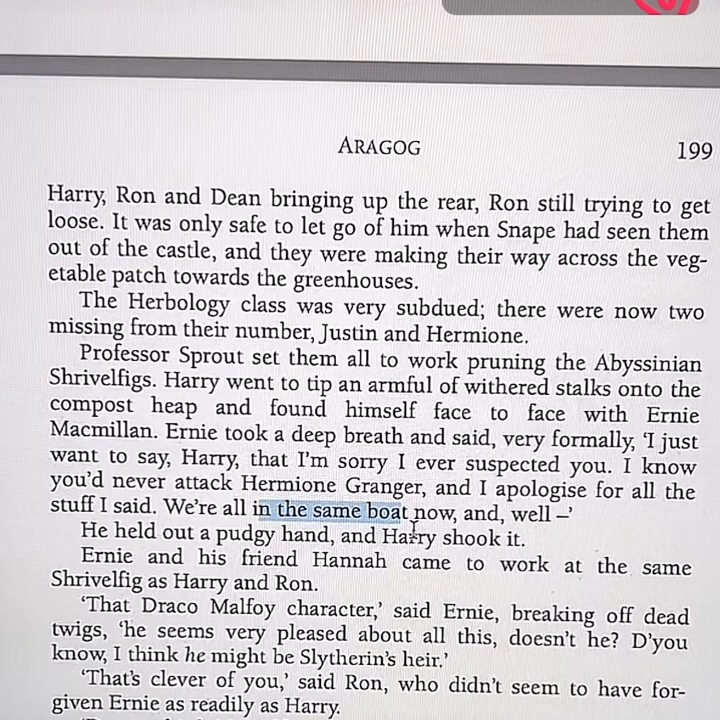 ARAGOG 199
Harry, Ron and Dean bringing up the rear, Ron still trying to get
loose. It was only safe to let go of him when Snape had seen them
out of the castle, and they were making their way across the veg-
etable patch towards the greenhouses.
The Herbology class was very subdued; there were now two
missing from their number, Justin and Hermione.
Professor Sprout set them all to work pruning the Abyssinian
Shrivelfigs. Harry went to tip an armful of withered stalks onto the
compost heap and found himself face to face with Ernie
Macmillan. Ernie took a deep breath and said, very formally, ‘I just
want to say, Harry, that I’m sorry I ever suspected you. I know
you’d never attack Hermione Granger, and I apologise for all the
stuff I said. We’re all in the same boat now, and, well –’
He held out a pudgy hand, and Harry shook it.
Ernie and his friend Hannah came to work at the same
Shrivelfig as Harry and Ron.
‘That Draco Malfoy character,’ said Ernie, breaking off dead
twigs, ‘he seems very pleased about all this, doesn’t he? D’you
know, I think he might be Slytherin’s heir.’
‘That’s clever of you,’ said Ron, who didn’t seem to have for-
given Ernie as readily as Harry.